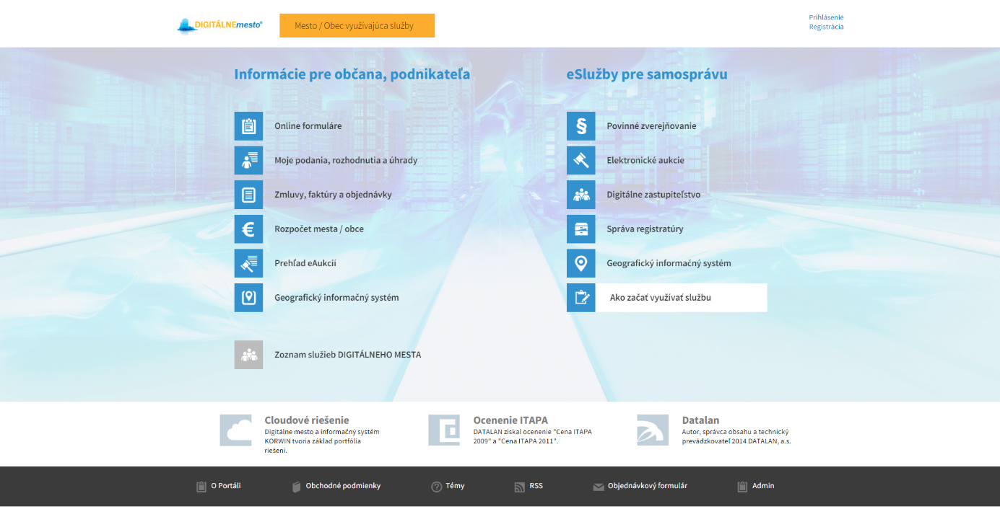 DIGITÁLNEmesto®
Mesto / Obec využívajúca služby
Prihlásenie
Registrácia
Informácie pre občana, podnikateľa
Online formuláre
Moje podania, rozhodnutia a úhrady
Zmluvy, faktúry a objednávky
Rozpočet mesta / obce
Prehľad eAukcií
Geografický informačný systém
Zoznam služieb DIGITÁLNEHO MESTA
eSlužby pre samosprávu
Povinné zverejňovanie
Elektronické aukcie
Digitálne zastupiteľstvo
Správa registratúry
Geografický informačný systém
Ako začať využívať službu
Cloudové riešenie
Digitálne mesto a informačný systém
KORWIN tvoria základ portfólia
riešení.
Ocenenie ITAPA
DATALAN získal ocenenie "Cena ITAPA
2009" a "Cena ITAPA 2011".
Datalan
Autor, správca obsahu a technický
prevádzkovateľ 2014 DATALAN, a.s.
O Portáli
Obchodné podmienky
Témy
RSS
Objednávkový formulár
Admin